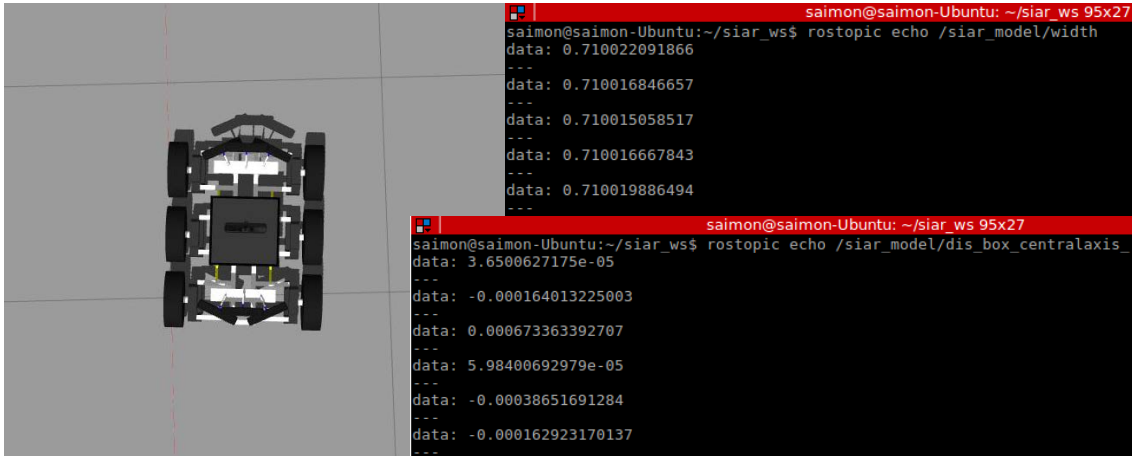 saimon@saimon-Ubuntu: ~/siar_ws 95x27
saimon@saimon-Ubuntu:~/siar_ws$ rostopic echo /siar_model/width
data: 0.710022091866
---
data: 0.710016846657
---
data: 0.710015058517
---
data: 0.710016667843
---
data: 0.710019886494
---
saimon@saimon-Ubuntu: ~/siar_ws 95x27
saimon@saimon-Ubuntu:~/siar_ws$ rostopic echo /siar_model/dis_box_centralaxis_
data: 3.6500627175e-05
---
data: -0.000164013225003
---
data: 0.000673363392707
---
data: 5.98400692979e-05
---
data: -0.00038651691284
---
data: -0.000162923170137
---